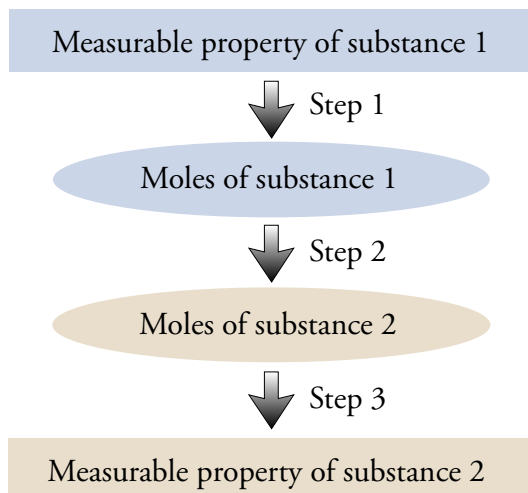 Measurable property of substance 1
Step 1
Moles of substance 1
Step 2
Moles of substance 2
Step 3
Measurable property of substance 2